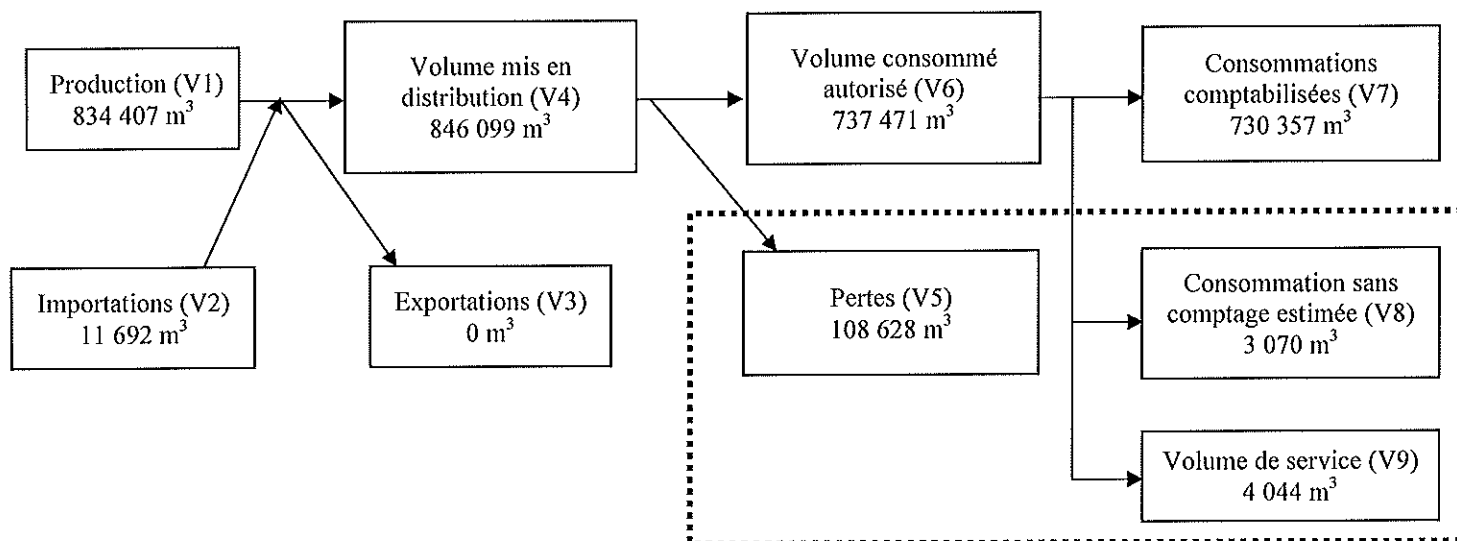 Production (V1)
834 407 m³
Volume mis en
distribution (V4)
846 099 m³
Volume consommé
autorisé (V6)
737 471 m³
Consommations
comptabilisées (V7)
730 357 m³
Importations (V2)
11 692 m³
Exportations (V3)
0 m³
Pertes (V5)
108 628 m³
Consommation sans
comptage estimée (V8)
3 070 m³
Volume de service (V9)
4 044 m³